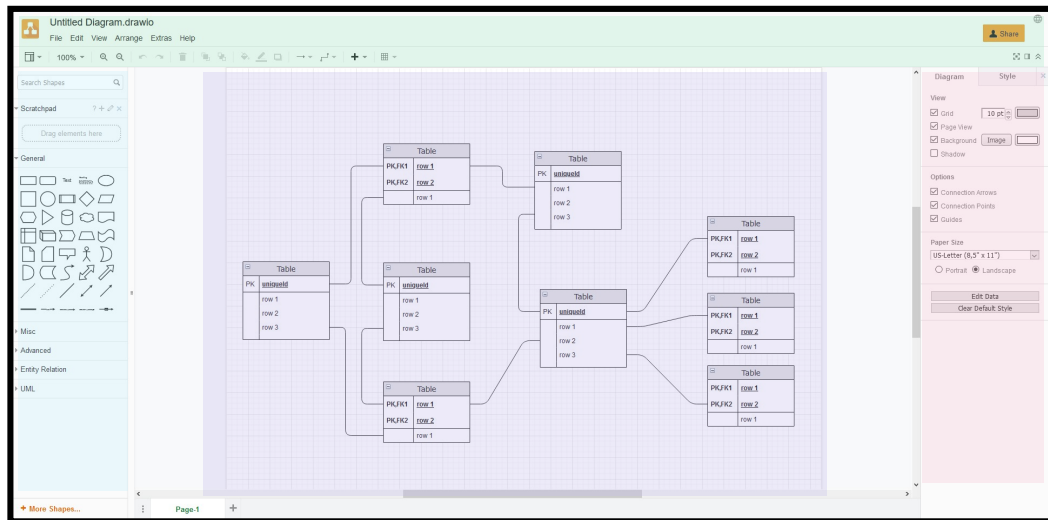 Untitled Diagram.drawio
File Edit View Arrange Extras Help
Share
100%
Search Shapes
Scratchpad
Drag elements here
General
Text
Misc
Advanced
Entity Relation
UML
+ More Shapes...
Table
PK,FK1 row 1
PK,FK2 row 2
row 1
Table
PK uniqueId
row 1
row 2
row 3
Table
PK,FK1 row 1
PK,FK2 row 2
row 1
Table
PK uniqueId
row 1
row 2
row 3
Table
PK uniqueId
row 1
row 2
row 3
Table
PK uniqueId
row 1
row 2
row 3
Table
PK,FK1 row 1
PK,FK2 row 2
row 1
Table
PK,FK1 row 1
PK,FK2 row 2
row 1
Table
PK,FK1 row 1
PK,FK2 row 2
row 1
Page-1
Diagram Style
View
Grid 10 pt
Page View
Background Image
Shadow
Options
Connection Arrows
Connection Points
Guides
Paper Size
US-Letter (8,5" x 11")
Portrait Landscape
Edit Data
Clear Default Style